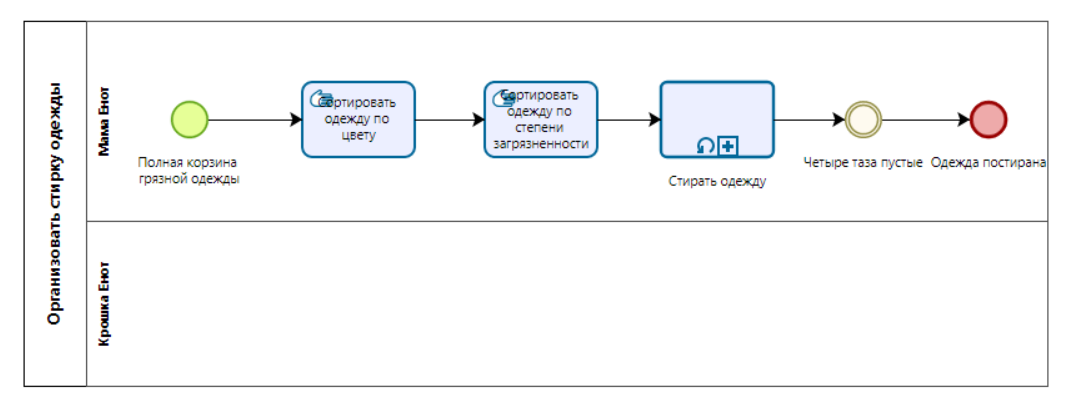 Организовать стирку одежды
Мама Енот
Полная корзина
грязной одежды
Сортировать
одежду по
цвету
Сортировать
одежду по
степени
загрязненности
Стирать одежду
Четыре таза пустые
Одежда постирана
Крошка Енот